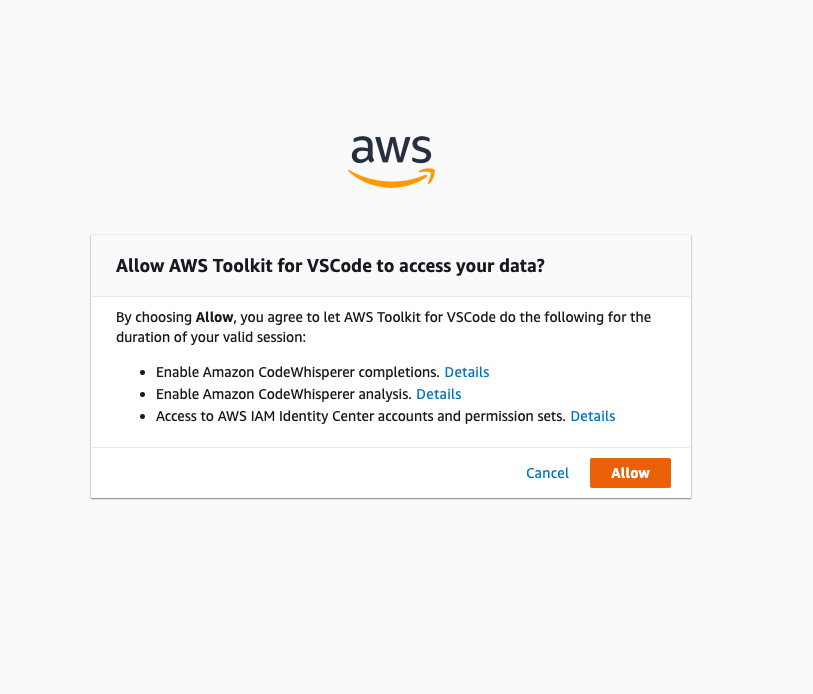 aws
Allow AWS Toolkit for VSCode to access your data?
By choosing Allow, you agree to let AWS Toolkit for VSCode do the following for the
duration of your valid session:
• Enable Amazon CodeWhisperer completions. Details
• Enable Amazon CodeWhisperer analysis. Details
• Access to AWS IAM Identity Center accounts and permission sets. Details
Cancel Allow